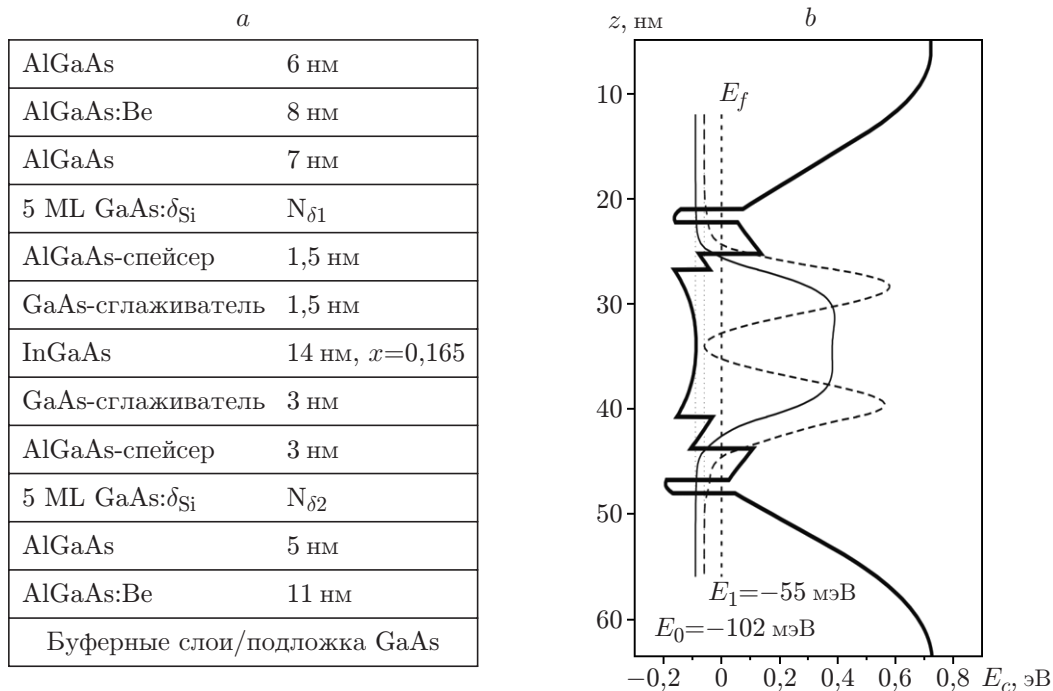 a
AlGaAs 6 нм
AlGaAs:Be 8 нм
AlGaAs 7 нм
5 ML GaAs:δSi Nδ1
AlGaAs-спейсер 1,5 нм
GaAs-сглаживатель 1,5 нм
InGaAs 14 нм, x=0,165
GaAs-сглаживатель 3 нм
AlGaAs-спейсер 3 нм
5 ML GaAs:δSi Nδ2
AlGaAs 5 нм
AlGaAs:Be 11 нм
Буферные слои/подложка GaAs
z, нм b
Ef
10
20
30
40
50
60
E1=−55 мэВ
E0=−102 мэВ
−0,2 0 0,2 0,4 0,6 0,8 Ec, эВ